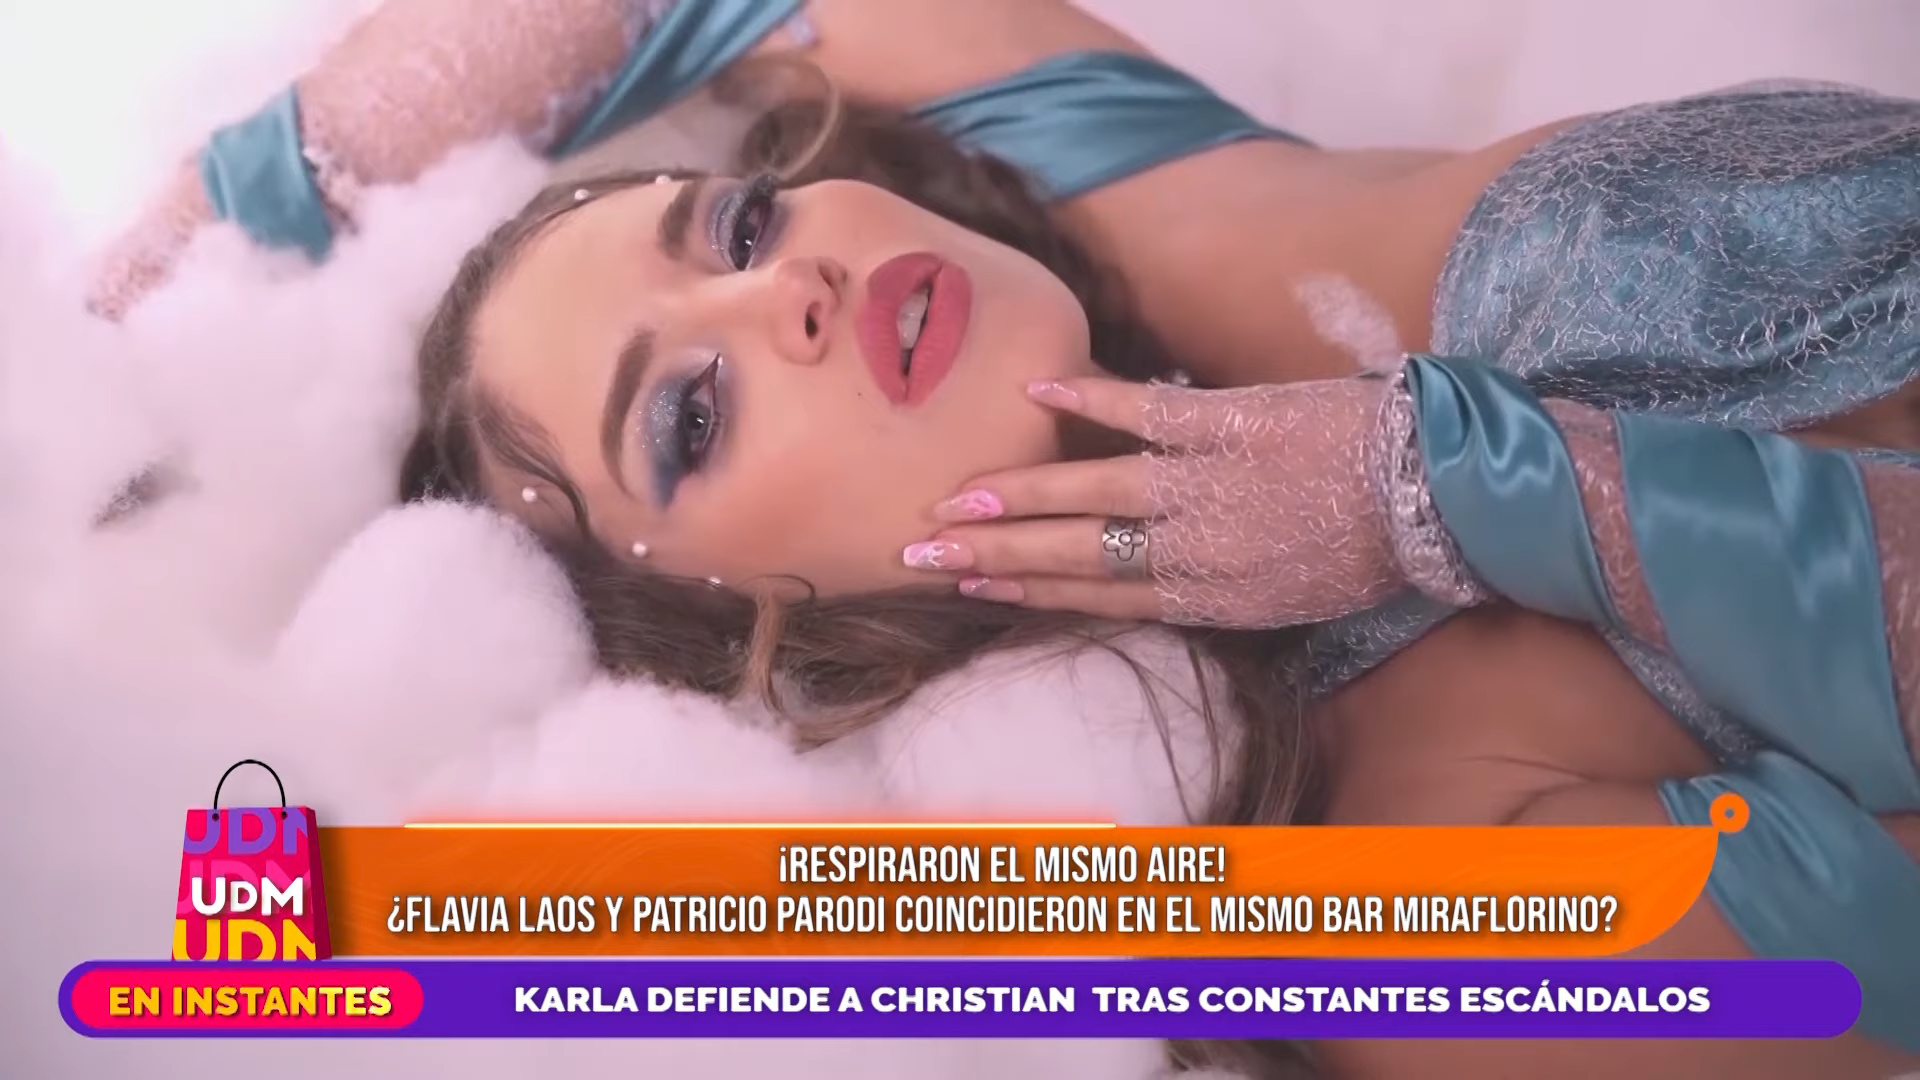 UDM
UDM
UDM
UDM
¡RESPIRARON EL MISMO AIRE!
¿FLAVIA LAOS Y PATRICIO PARODI COINCIDIERON EN EL MISMO BAR MIRAFLORINO?
EN INSTANTES
KARLA DEFIENDE A CHRISTIAN TRAS CONSTANTES ESCÁNDALOS